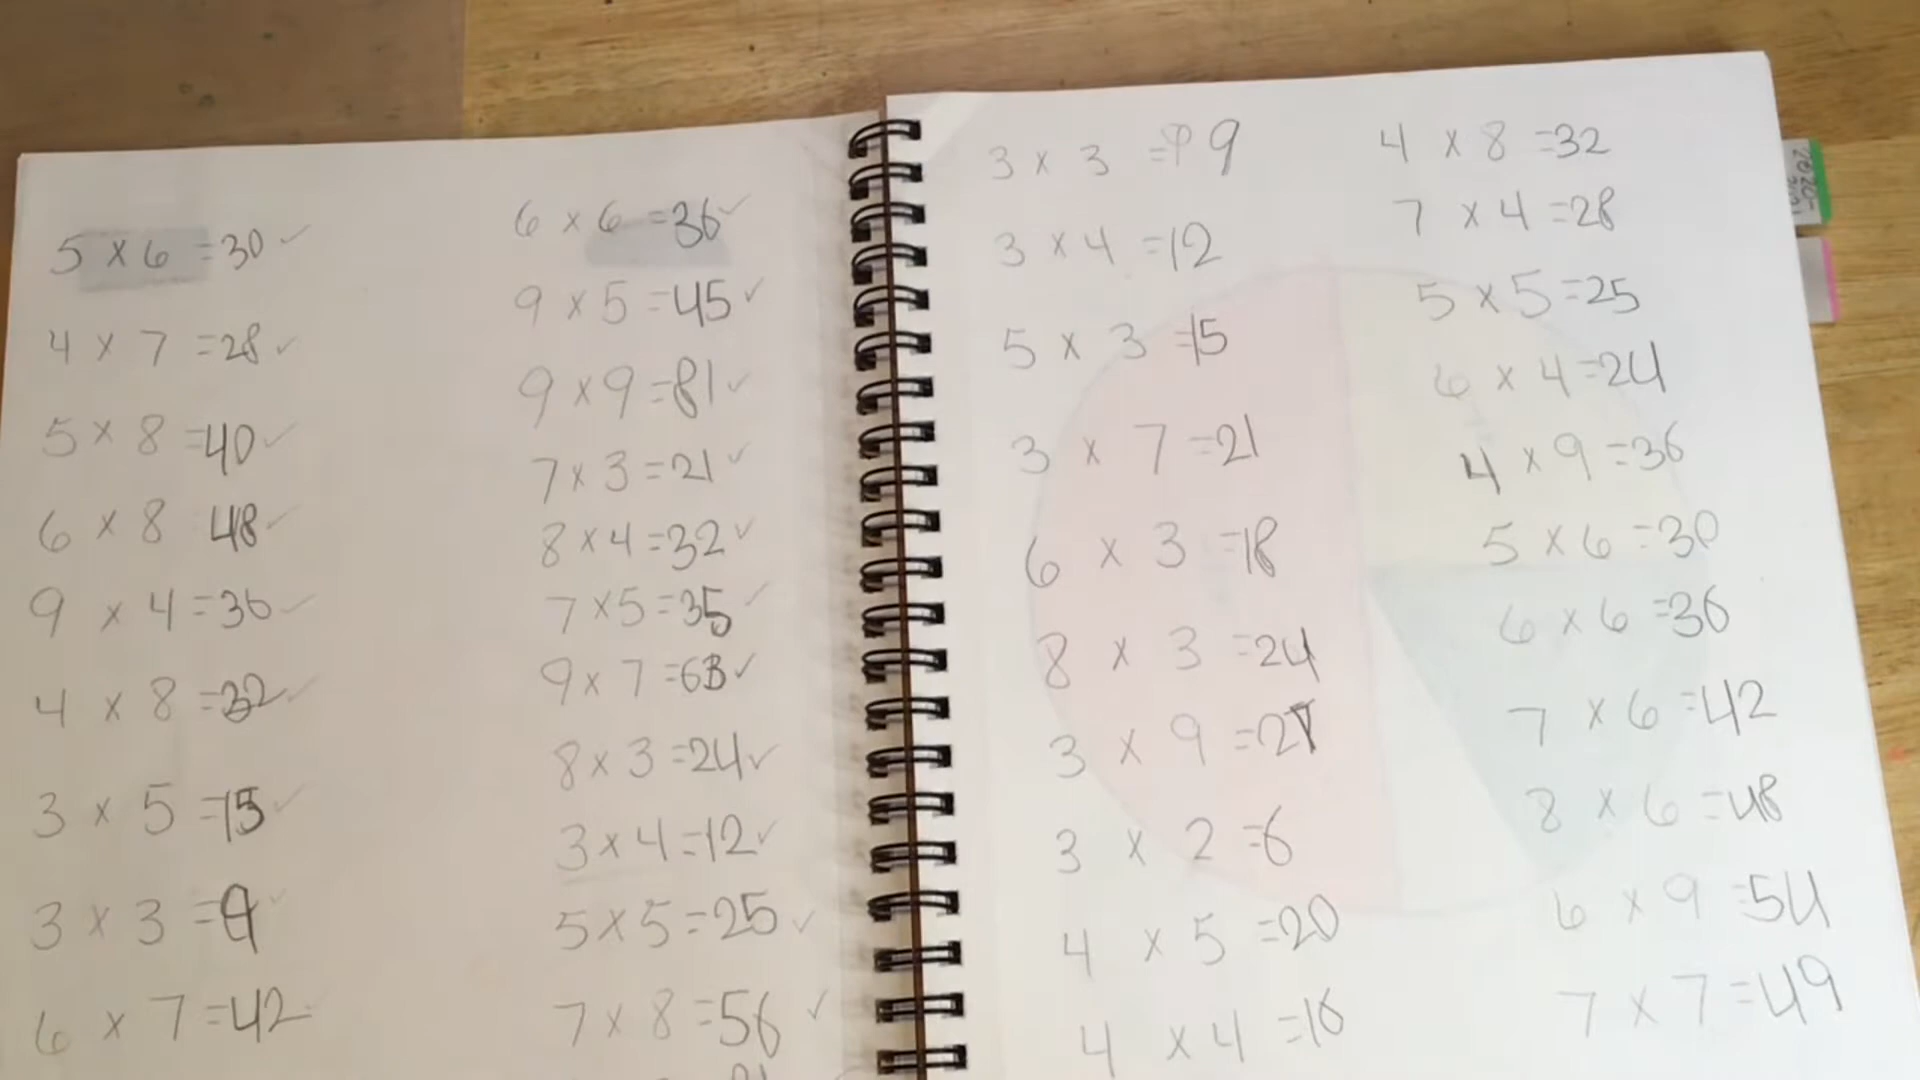 5 x 6 =30 ✓
4 x 7 =28 ✓
5 x 8 =40 ✓
6 x 8 48 ✓
9 x 4 =36 ✓
4 x 8 =32 ✓
3 x 5 =15 ✓
3 x 3 =9 ✓
6 x 7 =42 ✓
6 x 6 =36 ✓
9 x 5 =45 ✓
9 x 9 =81 ✓
7 x 3 =21 ✓
8 x 4 =32 ✓
7 x 5 =35 ✓
9 x 7 =63 ✓
8 x 3 =24 ✓
3 x 4 =12 ✓
5 x 5 =25 ✓
7 x 8 =56 ✓
3 x 3 = 9
3 x 4 =12
5 x 3 =15
3 x 7 =21
6 x 3 =18
8 x 3 =24
3 x 9 =27
3 x 2 =6
4 x 5 =20
4 x 4 =16
4 x 8 =32
7 x 4 =28
5 x 5 =25
6 x 4 =24
4 x 9 =36
5 x 6 =30
6 x 6 =36
7 x 6 =42
8 x 6 =48
6 x 9 =54
7 x 7 =49